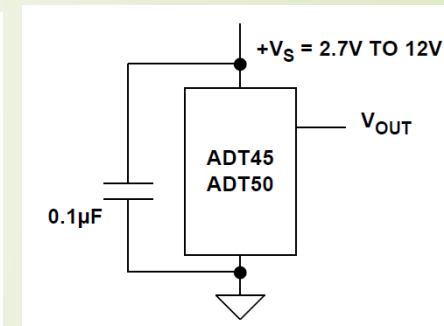 +VS = 2.7V TO 12V
VOUT
ADT45
ADT50
0.1µF